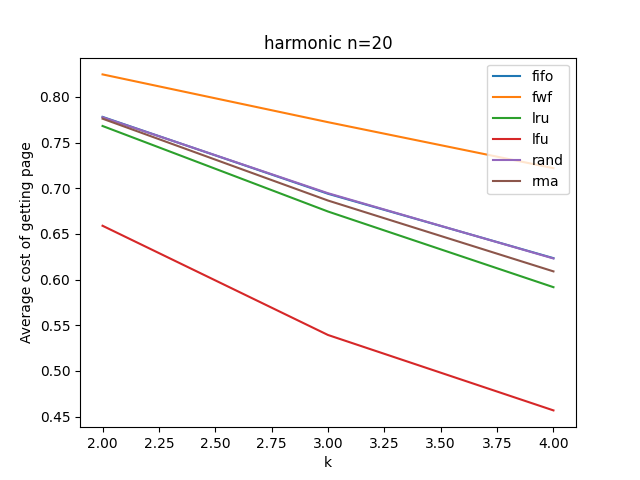 harmonic n=20
Average cost of getting page
0.80
0.75
0.70
0.65
0.60
0.55
0.50
0.45
fifo
fwf
lru
lfu
rand
rma
2.00 2.25 2.50 2.75 3.00 3.25 3.50 3.75 4.00
k